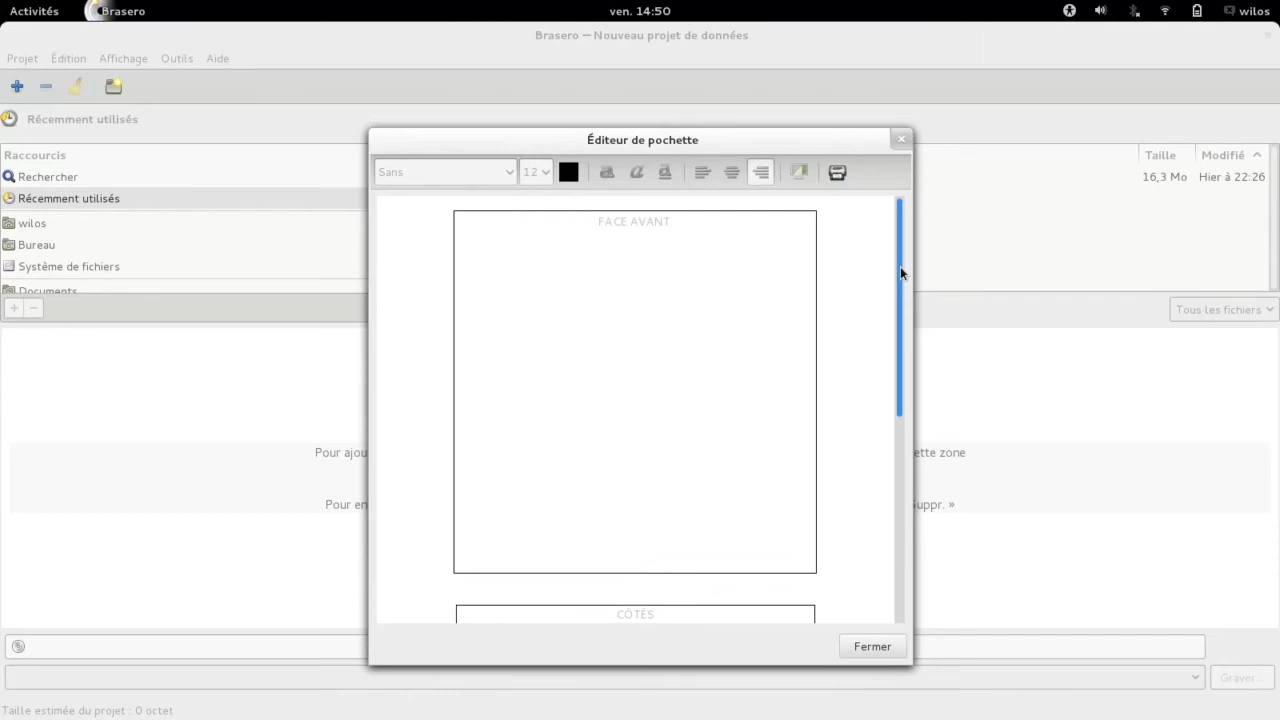 Activités
Brasero
ven. 14:50
wilos
Brasero — Nouveau projet de données
Projet Édition Affichage Outils Aide
Récemment utilisés
Raccourcis
Taille Modifié
Rechercher
16,3 Mo Hier à 22:26
Récemment utilisés
wilos
Bureau
Système de fichiers
Documents
Tous les fichiers
Éditeur de pochette
Sans 12
FACE AVANT
CÔTÉS
Fermer
Pour ajou
ette zone
Pour en
Suppr. »
Graver...
Taille estimée du projet : 0 octet